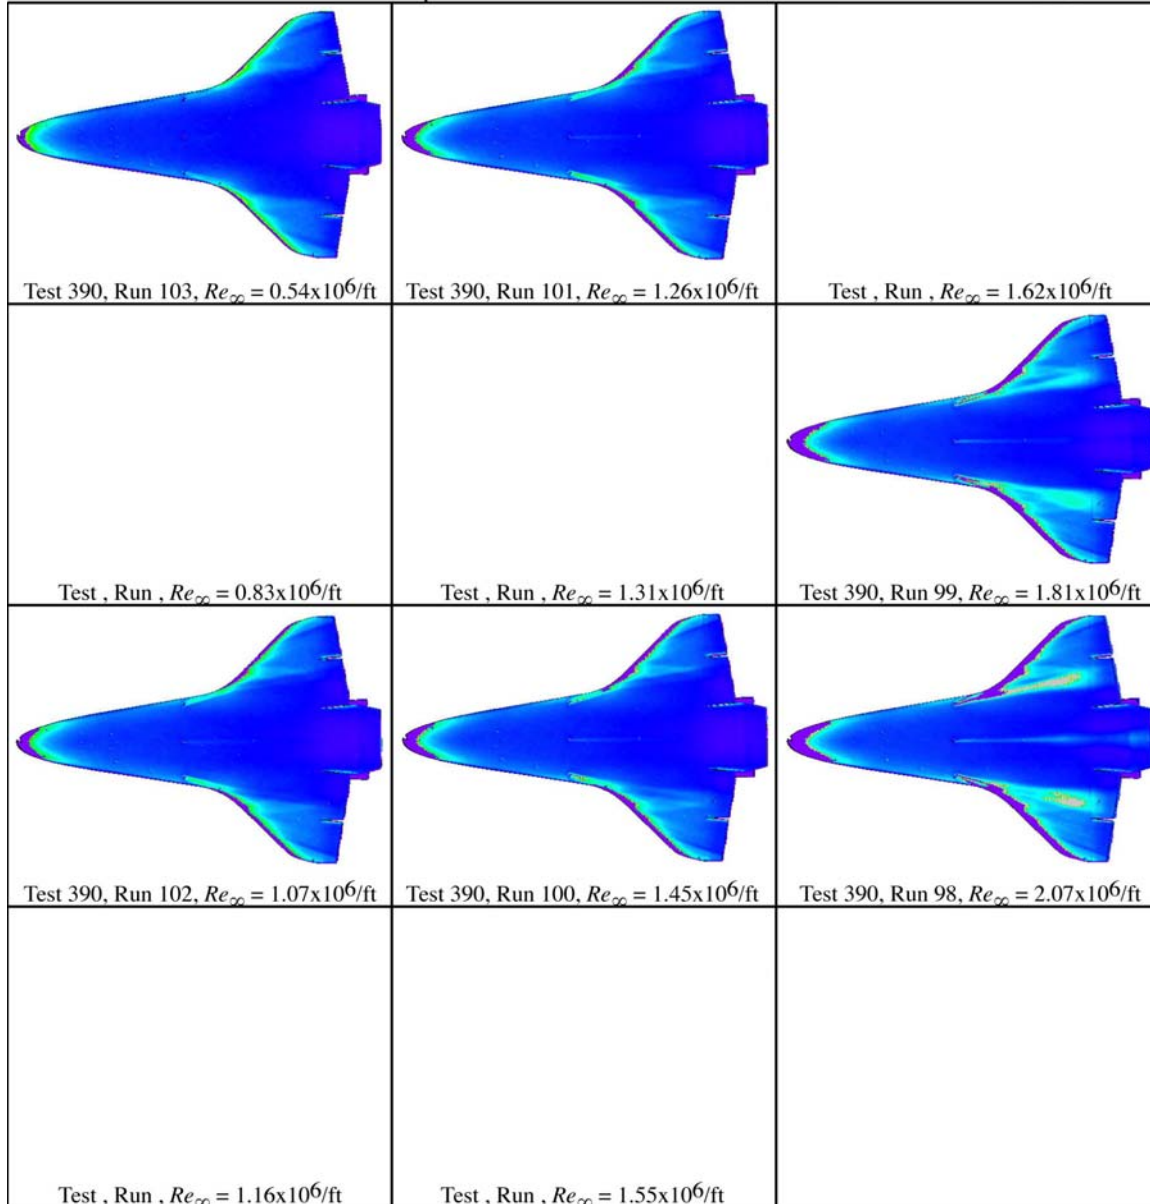 Test 390, Run 103, Re∞ = 0.54x10⁶/ft
Test 390, Run 101, Re∞ = 1.26x10⁶/ft
Test , Run , Re∞ = 1.62x10⁶/ft
Test , Run , Re∞ = 0.83x10⁶/ft
Test , Run , Re∞ = 1.31x10⁶/ft
Test 390, Run 99, Re∞ = 1.81x10⁶/ft
Test 390, Run 102, Re∞ = 1.07x10⁶/ft
Test 390, Run 100, Re∞ = 1.45x10⁶/ft
Test 390, Run 98, Re∞ = 2.07x10⁶/ft
Test , Run , Re∞ = 1.16x10⁶/ft
Test , Run , Re∞ = 1.55x10⁶/ft